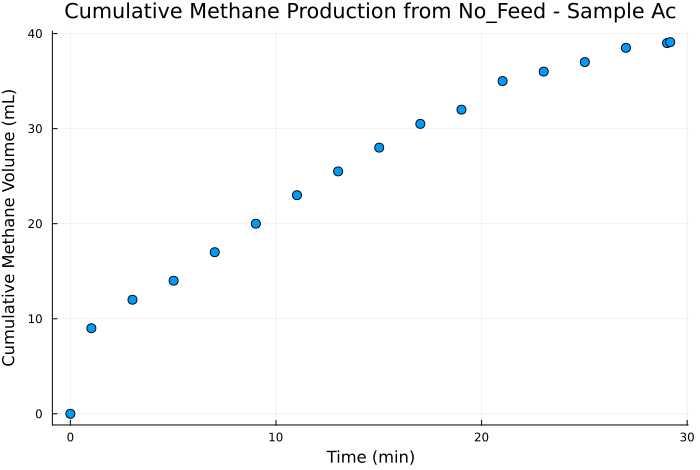 Cumulative Methane Production from No_Feed - Sample Ac
Cumulative Methane Volume (mL)
40
30
20
10
0
0 10 20 30
Time (min)